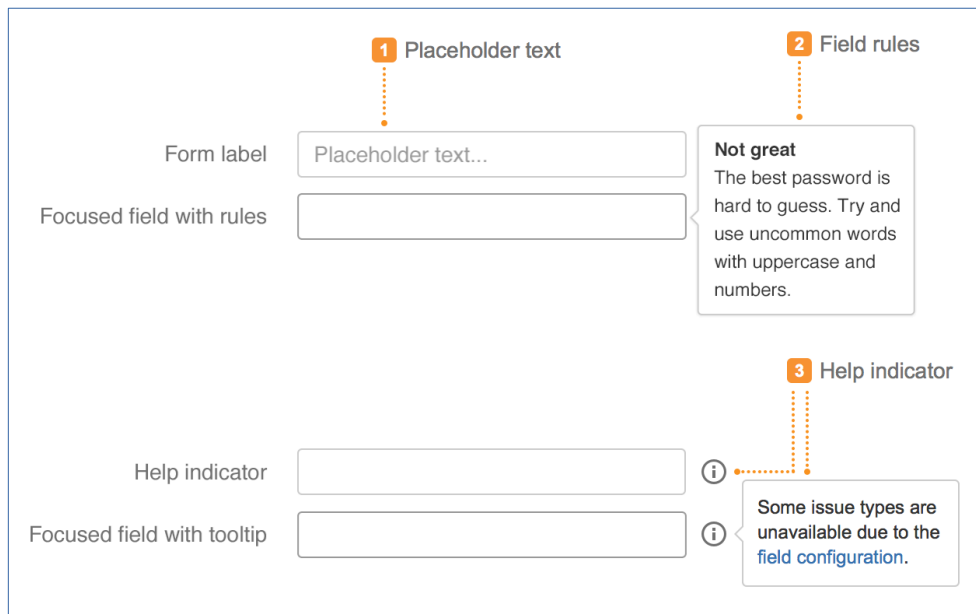 1 Placeholder text
2 Field rules
Form label
Placeholder text...
Not great
The best password is
hard to guess. Try and
use uncommon words
with uppercase and
numbers.
Focused field with rules
3 Help indicator
Help indicator
Focused field with tooltip
Some issue types are
unavailable due to the
field configuration.